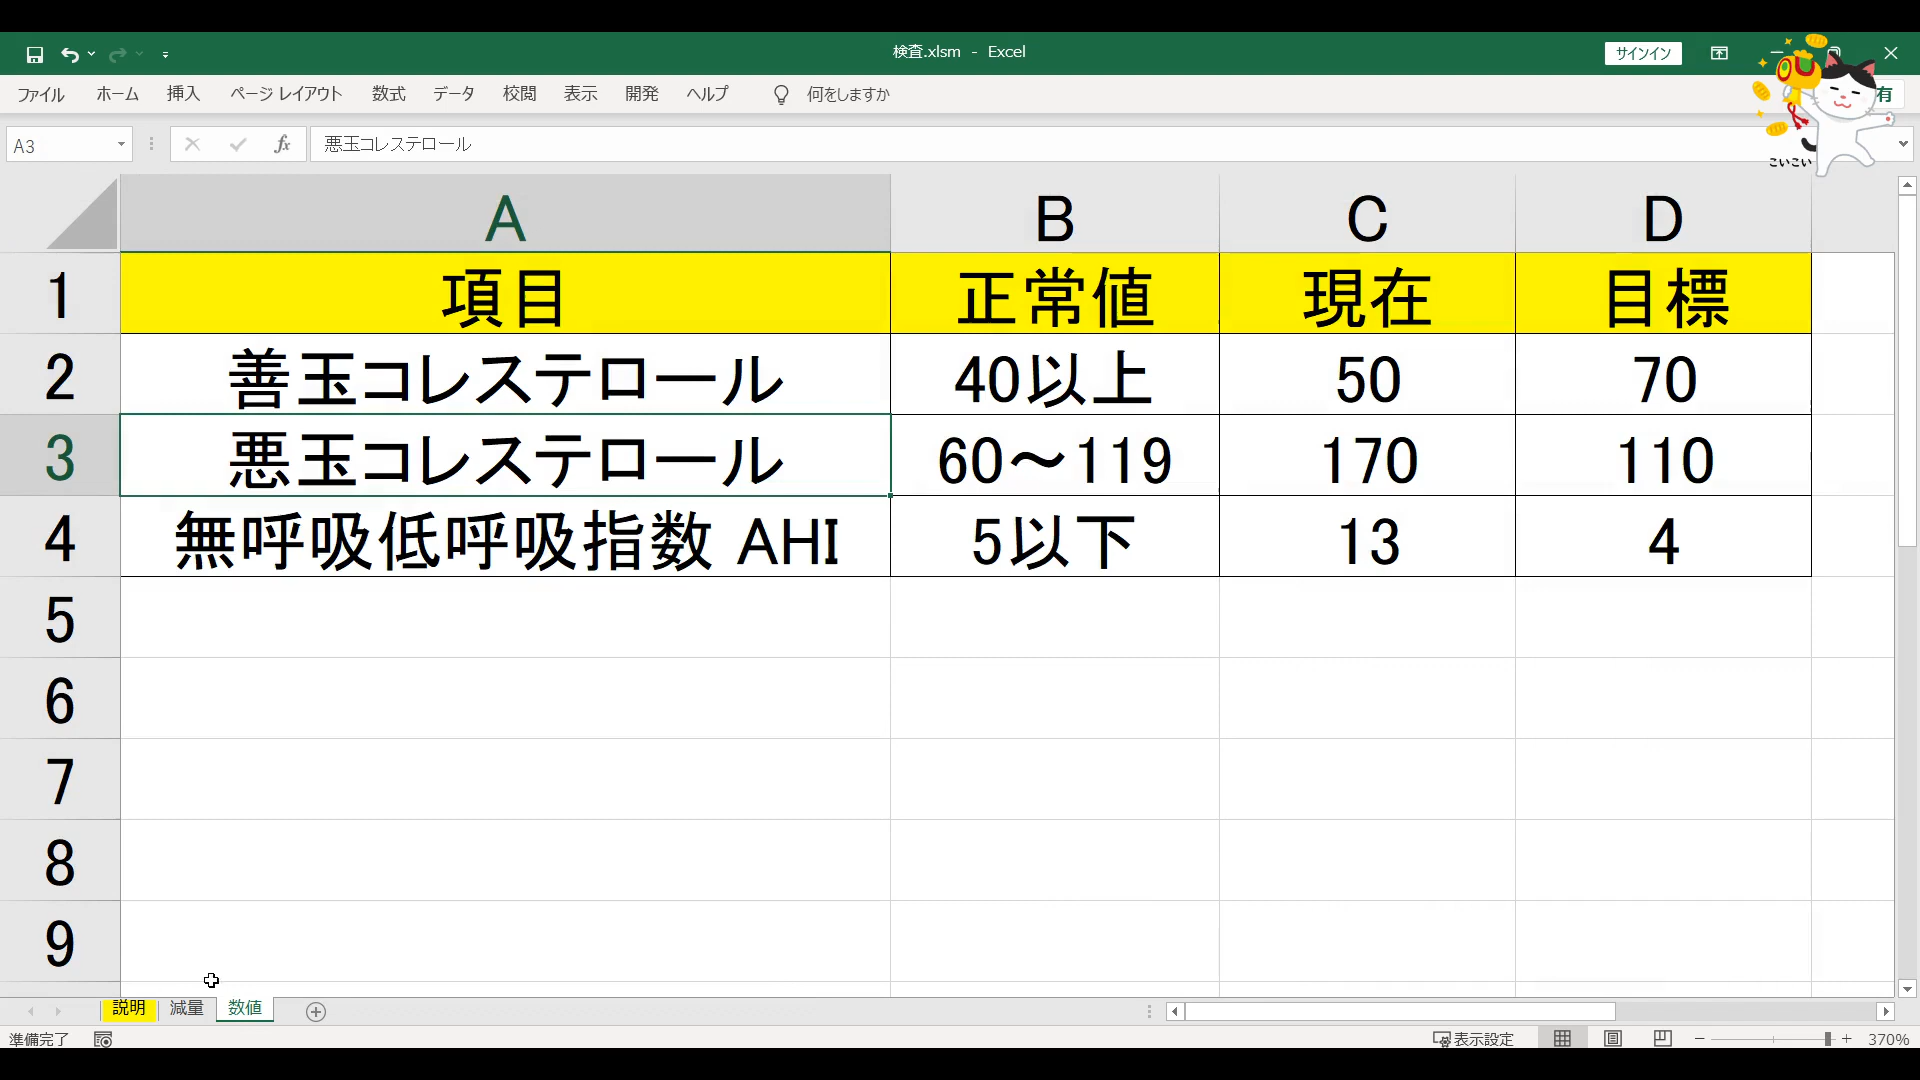 検査.xlsm - Excel
サインイン
ファイル ホーム 挿入 ページ レイアウト 数式 データ 校閲 表示 開発 ヘルプ 何をしますか
有
こいこい
A3 fx 悪玉コレステロール
A B C D
1 項目 正常値 現在 目標
2 善玉コレステロール 40以上 50 70
3 悪玉コレステロール 60～119 170 110
4 無呼吸低呼吸指数 AHI 5以下 13 4
5
6
7
8
9
説明 減量 数値
準備完了 表示設定 370%